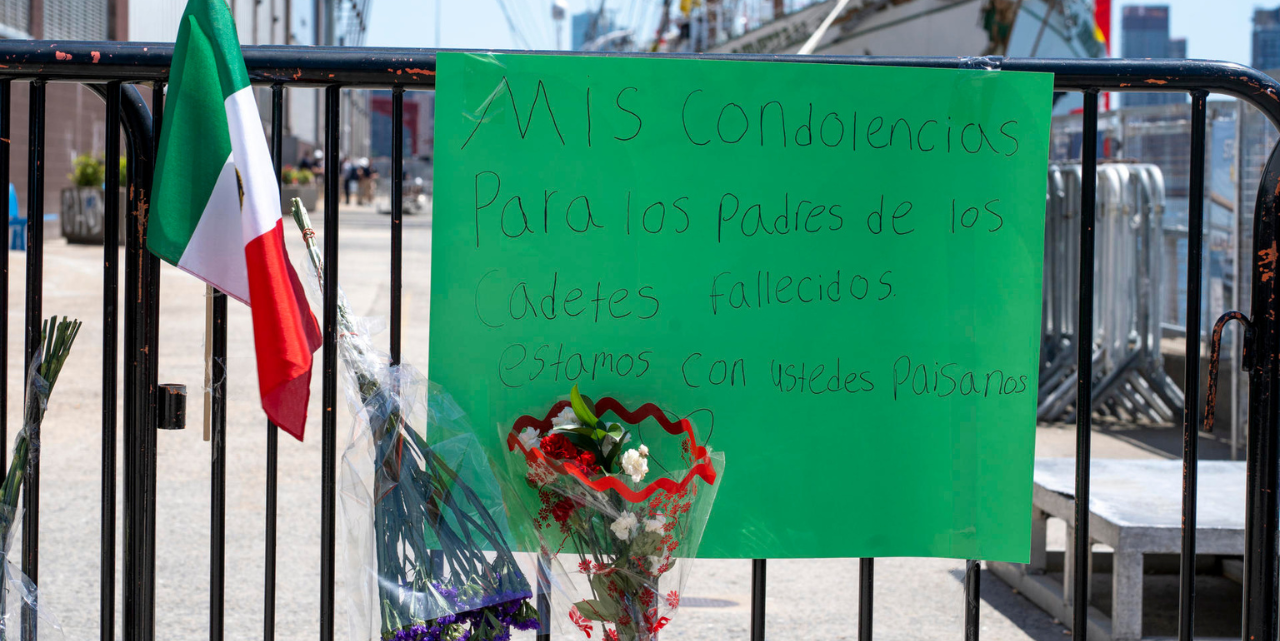 MIS Condolencias
Para los padres de los
Cadetes fallecidos.
estamos con ustedes Paisanos